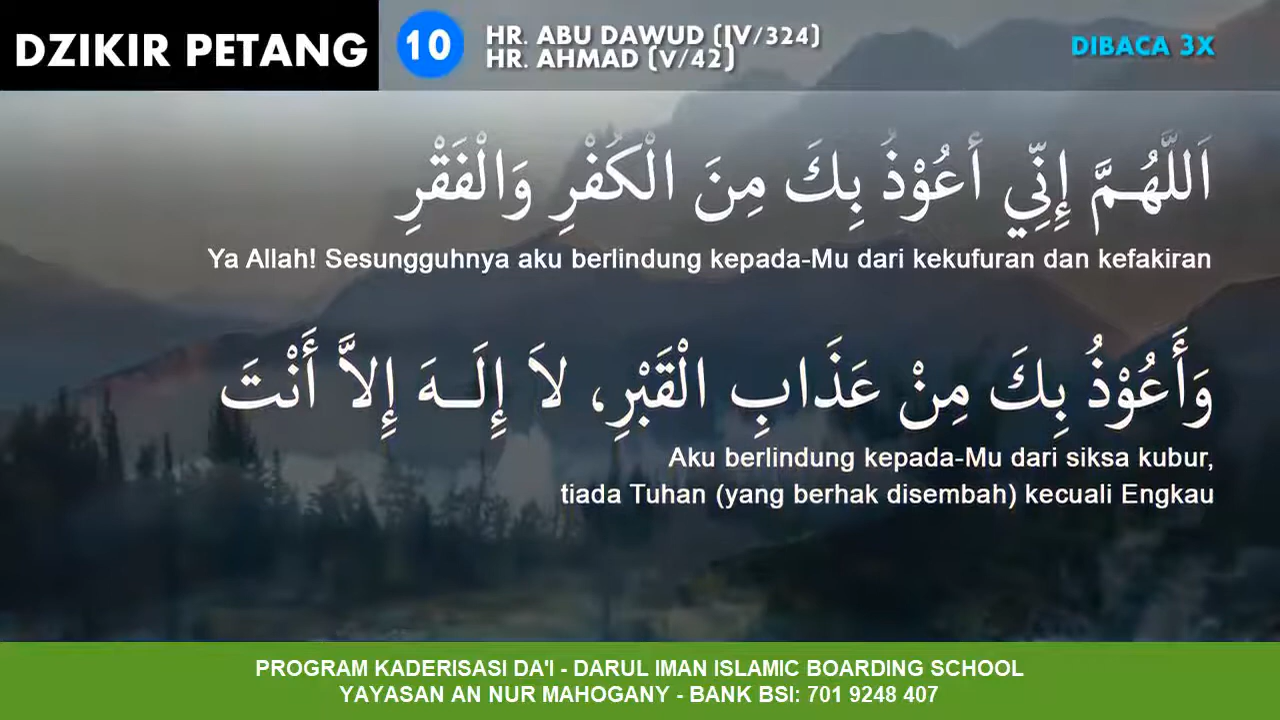 DZIKIR PETANG
10
HR. ABU DAWUD (IV/324)
HR. AHMAD (V/42)
DIBACA 3X
اَللَّهُـمَّ إِنِّي أَعُوْذُ بِكَ مِنَ الْكُفْرِ وَالْفَقْرِ
Ya Allah! Sesungguhnya aku berlindung kepada-Mu dari kekufuran dan kefakiran
وَأَعُوْذُ بِكَ مِنْ عَذَابِ الْقَبْرِ، لاَ إِلَـهَ إِلاَّ أَنْتَ
Aku berlindung kepada-Mu dari siksa kubur,
tiada Tuhan (yang berhak disembah) kecuali Engkau
PROGRAM KADERISASI DA'I - DARUL IMAN ISLAMIC BOARDING SCHOOL
YAYASAN AN NUR MAHOGANY - BANK BSI: 701 9248 407